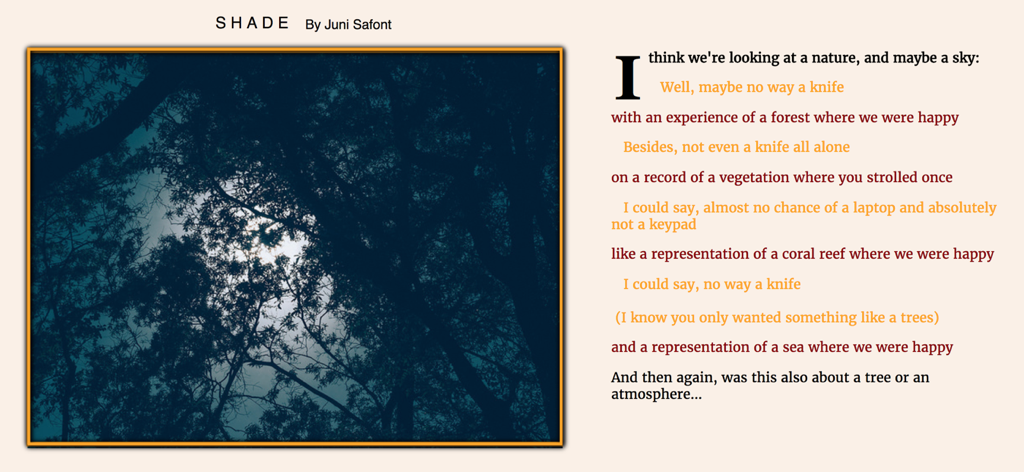 SHADE By Juni Safont
I think we're looking at a nature, and maybe a sky:
Well, maybe no way a knife
with an experience of a forest where we were happy
Besides, not even a knife all alone
on a record of a vegetation where you strolled once
I could say, almost no chance of a laptop and absolutely
not a keypad
like a representation of a coral reef where we were happy
I could say, no way a knife
(I know you only wanted something like a trees)
and a representation of a sea where we were happy
And then again, was this also about a tree or an
atmosphere...